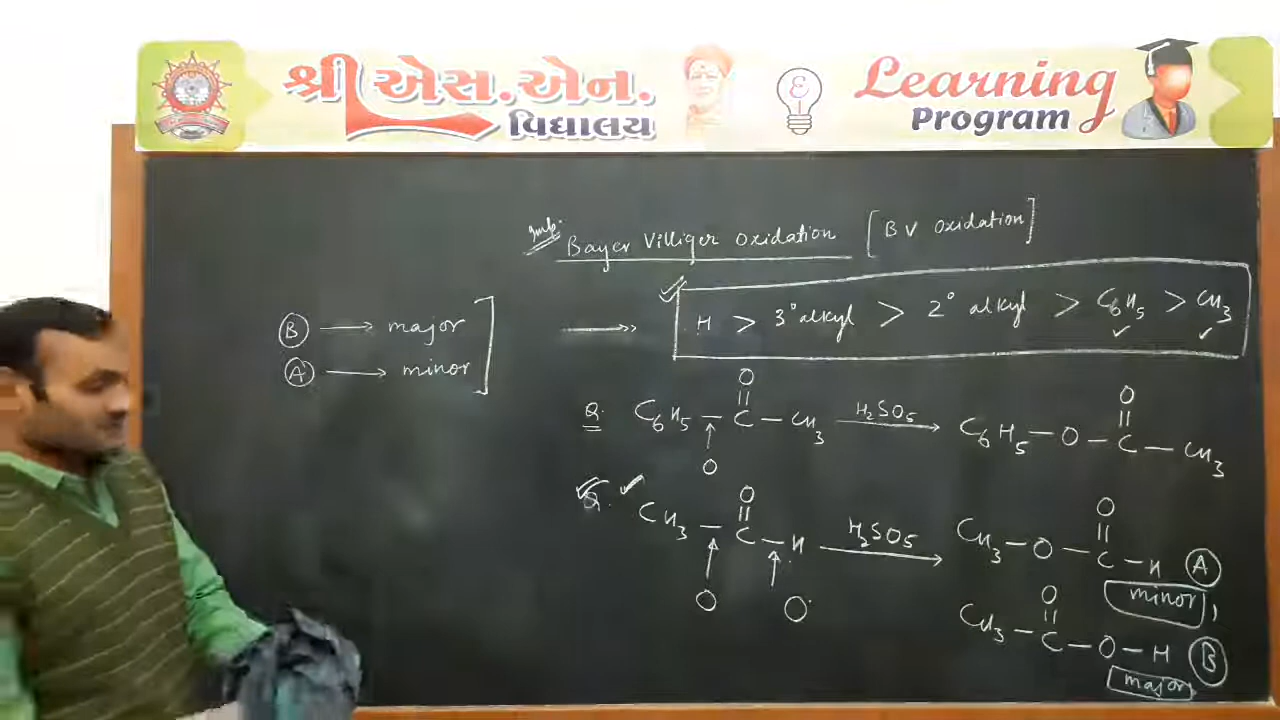 શ્રી એસ.એન.
વિદ્યાલય
Learning
Program
Imp.
Bayer Villiger Oxidation [BV oxidation]
H > 3° alkyl > 2° alkyl > C₆H₅ > CH₃
B → major
A → minor
Q. C₆H₅ – C – CH₃ H₂SO₅ → C₆H₅ – O – C – CH₃
O
O
O
Q. CH₃ – C – H H₂SO₅ → CH₃ – O – C – H A
O
O
O O
minor,
CH₃ – C – O – H B
O
major